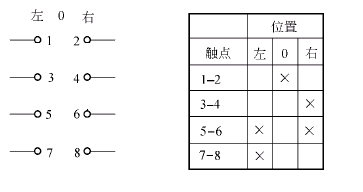 左 0 右
1 2
3 4
5 6
7 8
位置
触点 左 0 右
1-2 ×
3-4 ×
5-6 × ×
7-8 ×